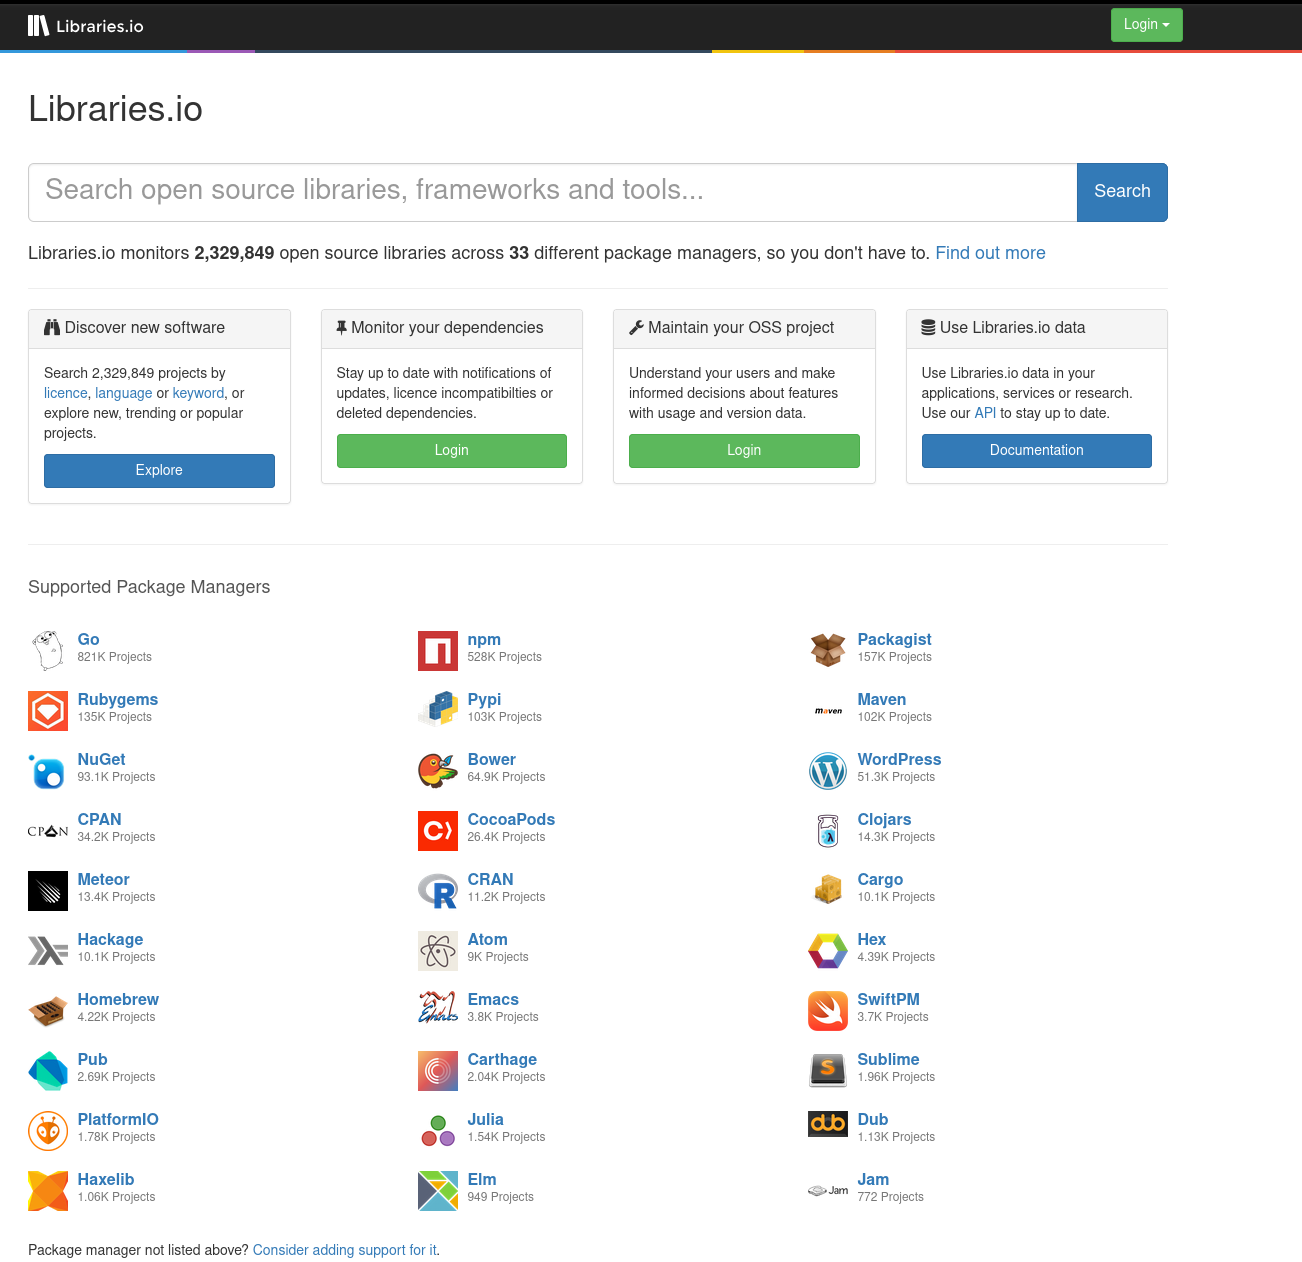 Libraries.io
Login
Libraries.io
Search open source libraries, frameworks and tools...
Search
Libraries.io monitors 2,329,849 open source libraries across 33 different package managers, so you don't have to. Find out more
Discover new software
Search 2,329,849 projects by
licence, language or keyword, or
explore new, trending or popular
projects.
Explore
Monitor your dependencies
Stay up to date with notifications of
updates, licence incompatibilties or
deleted dependencies.
Login
Maintain your OSS project
Understand your users and make
informed decisions about features
with usage and version data.
Login
Use Libraries.io data
Use Libraries.io data in your
applications, services or research.
Use our API to stay up to date.
Documentation
Supported Package Managers
Go
821K Projects
npm
528K Projects
Packagist
157K Projects
Rubygems
135K Projects
Pypi
103K Projects
maven
Maven
102K Projects
NuGet
93.1K Projects
Bower
64.9K Projects
WordPress
51.3K Projects
CPAN
CPAN
34.2K Projects
CocoaPods
26.4K Projects
Clojars
14.3K Projects
Meteor
13.4K Projects
CRAN
11.2K Projects
Cargo
10.1K Projects
Hackage
10.1K Projects
Atom
9K Projects
Hex
4.39K Projects
Homebrew
4.22K Projects
Emacs
Emacs
3.8K Projects
SwiftPM
3.7K Projects
Pub
2.69K Projects
Carthage
2.04K Projects
Sublime
1.96K Projects
PlatformIO
1.78K Projects
Julia
1.54K Projects
dub
Dub
1.13K Projects
Haxelib
1.06K Projects
Elm
949 Projects
Jam
Jam
772 Projects
Package manager not listed above? Consider adding support for it.